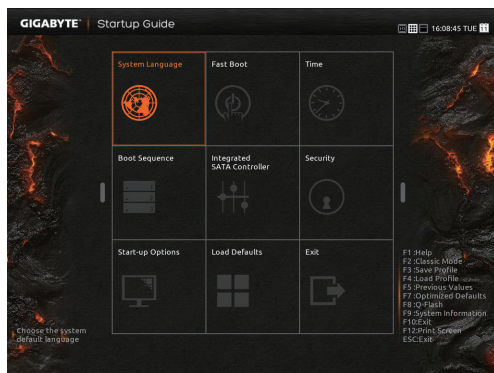 GIGABYTE™ Startup Guide
16:08:45 TUE 11
System Language
Fast Boot
Time
Boot Sequence
Integrated
SATA Controller
Security
Start-up Options
Load Defaults
Exit
Choose the system
default language
F1 :Help
F2 :Classic Mode
F3 :Save Profile
F4 :Load Profile
F5 :Previous Values
F7 :Optimized Defaults
F8 :Q-Flash
F9 :System Information
F10:Exit
F12:Print Screen
ESC:Exit